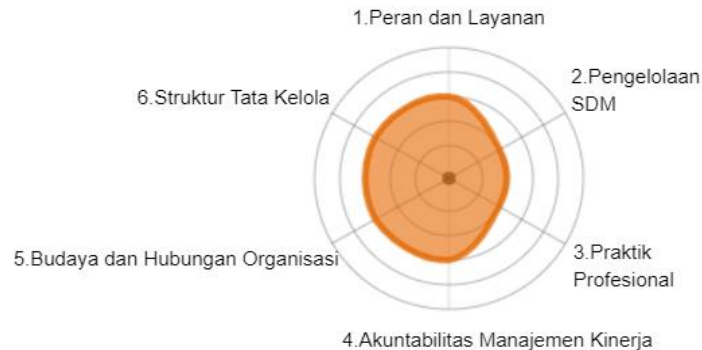 1.Peran dan Layanan
2.Pengelolaan
SDM
3.Praktik
Profesional
4.Akuntabilitas Manajemen Kinerja
5.Budaya dan Hubungan Organisasi
6.Struktur Tata Kelola